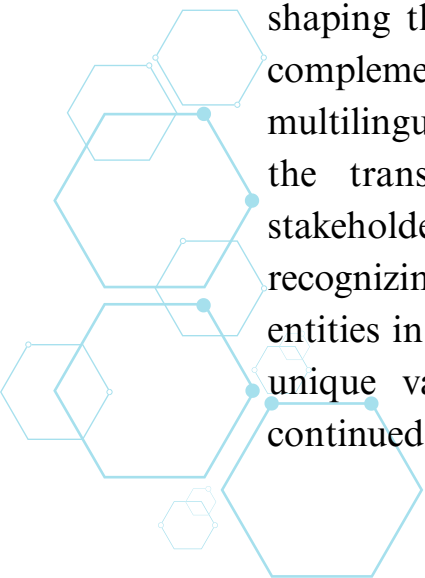 shaping th
compleme
multilingu
the trans
stakeholde
recognizin
entities in
unique va
continued